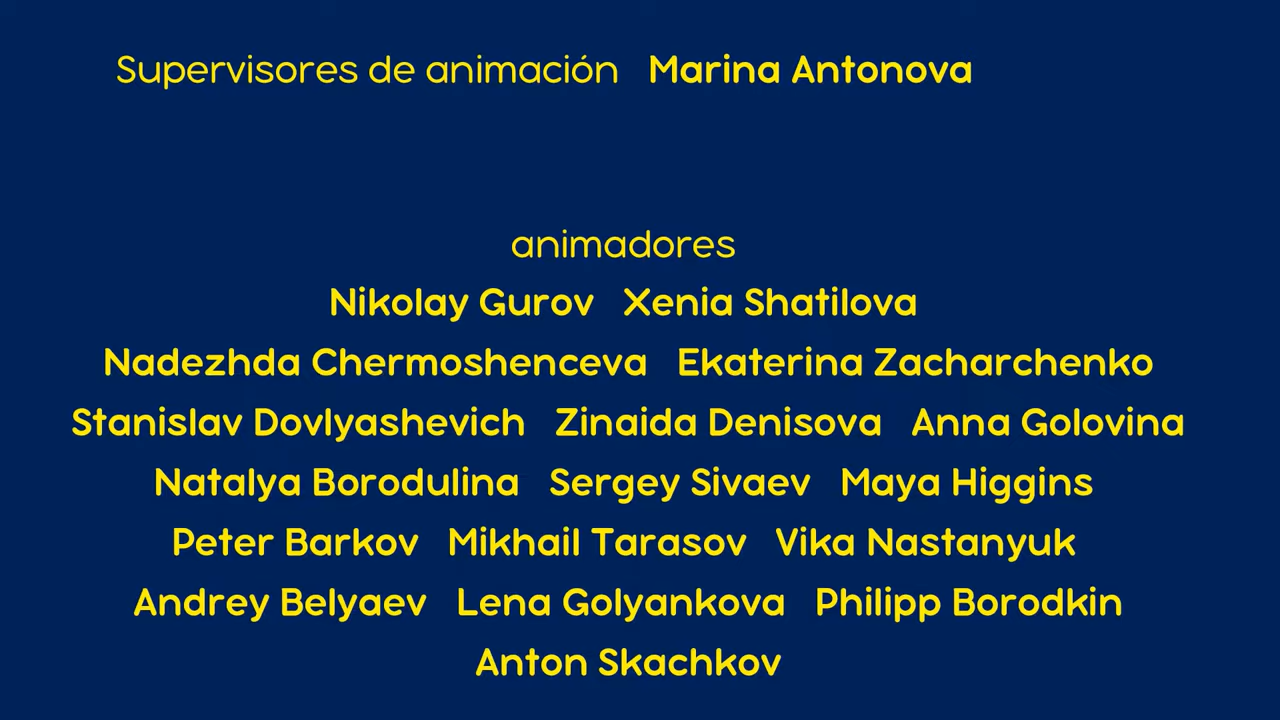 Supervisores de animación Marina Antonova
animadores
Nikolay Gurov Xenia Shatilova
Nadezhda Chermoshenceva Ekaterina Zacharchenko
Stanislav Dovlyashevich Zinaida Denisova Anna Golovina
Natalya Borodulina Sergey Sivaev Maya Higgins
Peter Barkov Mikhail Tarasov Vika Nastanyuk
Andrey Belyaev Lena Golyankova Philipp Borodkin
Anton Skachkov